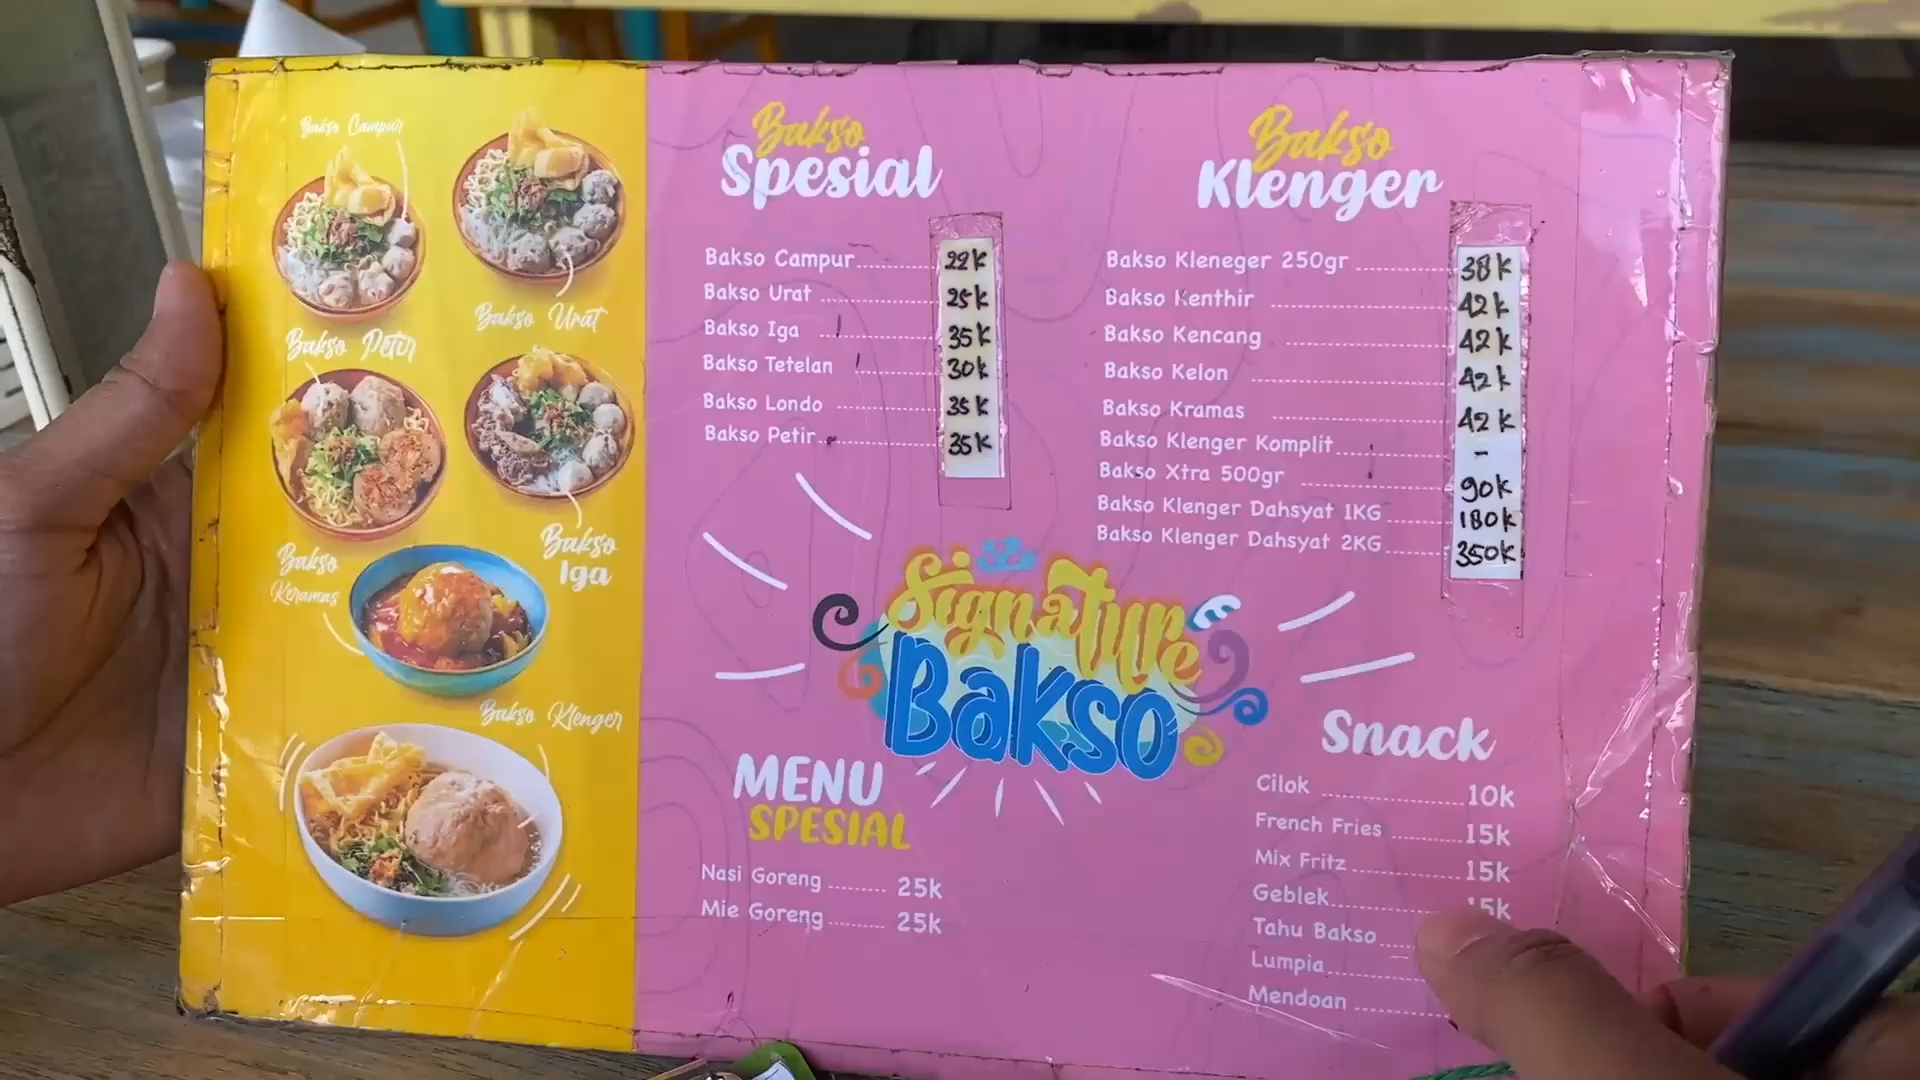 Bakso Campur
Bakso Urat
Bakso Petir
Bakso
Iga
Bakso
Keramas
Bakso Klenger
Bakso
Spesial
Bakso Campur 22K
Bakso Urat 25K
Bakso Iga 35K
Bakso Tetelan 30K
Bakso Londo 35K
Bakso Petir 35K
Bakso
Klenger
Bakso Kleneger 250gr 38K
Bakso Kenthir 42K
Bakso Kencang 42K
Bakso Kelon 42K
Bakso Kramas 42K
Bakso Klenger Komplit -
Bakso Xtra 500gr 90K
Bakso Klenger Dahsyat 1KG 180K
Bakso Klenger Dahsyat 2KG 350K
Signature
Bakso
MENU
SPESIAL
Nasi Goreng 25k
Mie Goreng 25k
Snack
Cilok 10k
French Fries 15k
Mix Fritz 15k
Geblek 15k
Tahu Bakso
Lumpia
Mendoan